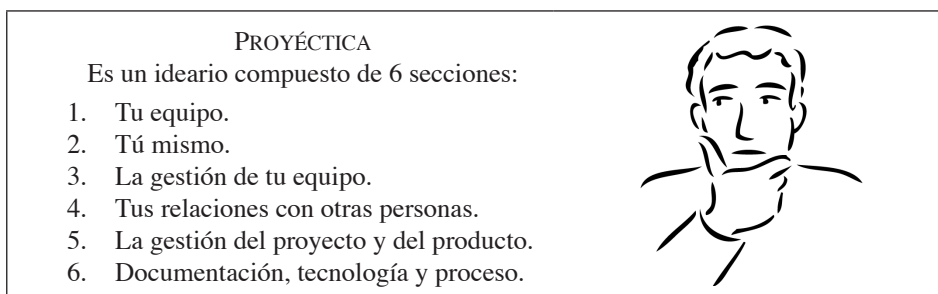 PROYÉCTICA
Es un ideario compuesto de 6 secciones:
1. Tu equipo.
2. Tú mismo.
3. La gestión de tu equipo.
4. Tus relaciones con otras personas.
5. La gestión del proyecto y del producto.
6. Documentación, tecnología y proceso.